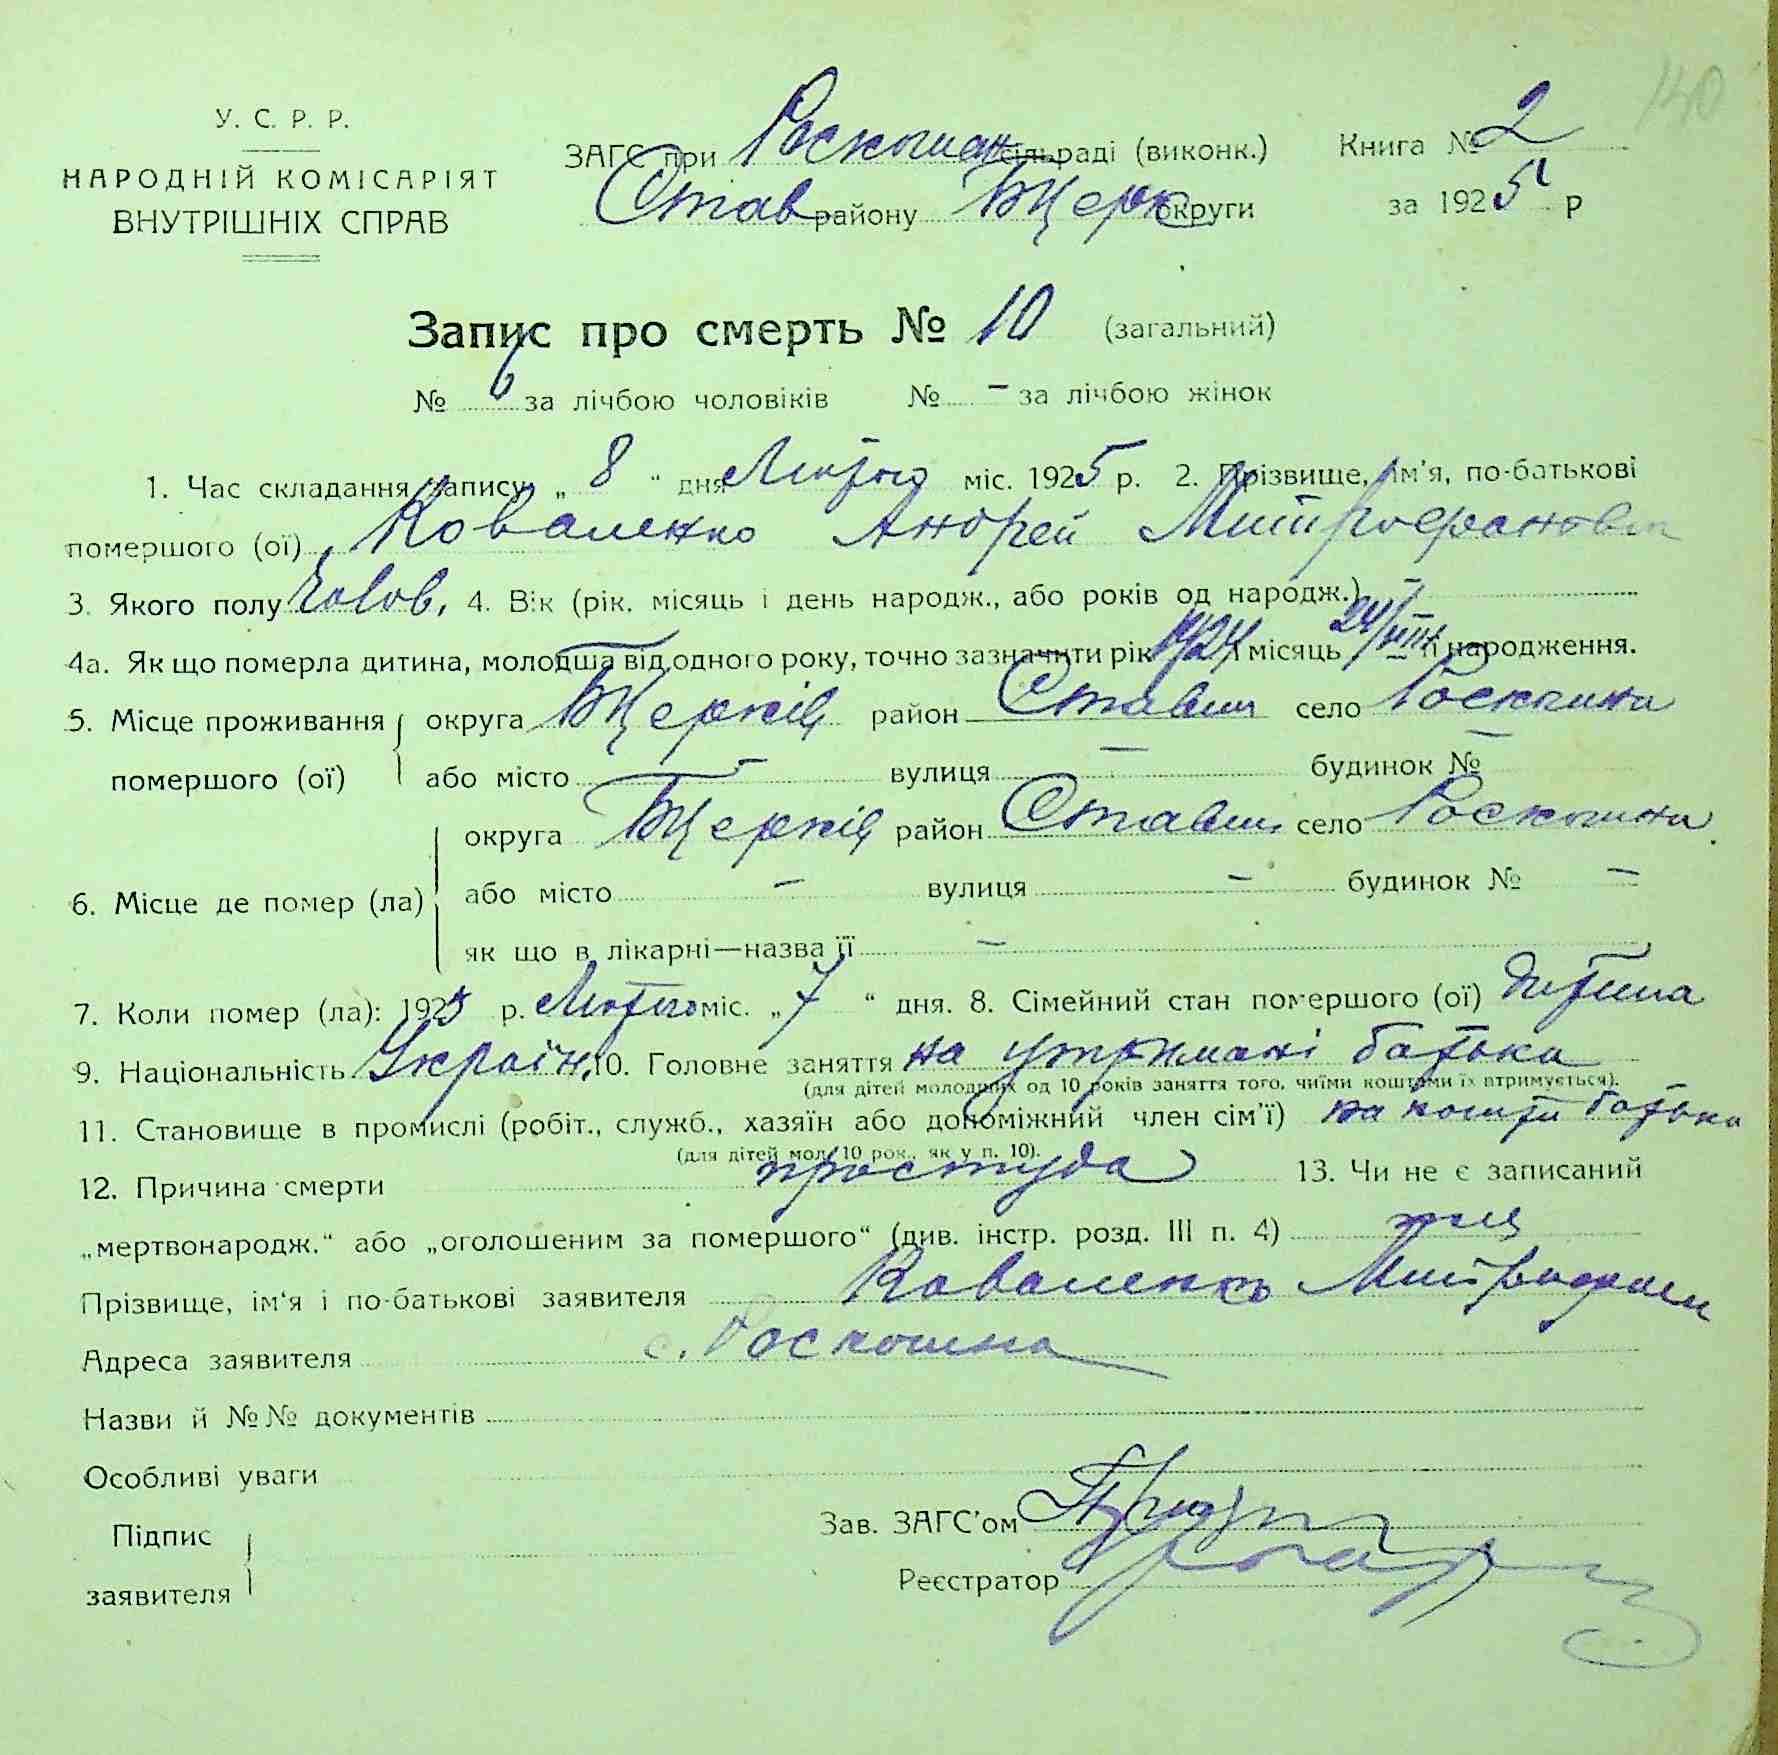 140
У. С. Р. Р.
НАРОДНІЙ КОМІСАРІЯТ
ВНУТРІШНІХ СПРАВ
ЗАГС при Роскошан сільраді (виконк.)
Став району БЦерк округи
Книга № 2
за 1925 р
Запис про смерть № 10 (загальний)
№ 6 за лічбою чоловіків № – за лічбою жінок
1. Час складання запису „ 8 “ дня Лютого міс. 1925 р. 2. Прізвище, ім'я, по-батькові
помершого (ої) Коваленко Андрей Митрофанович
3. Якого полу Чолов. 4. Вік (рік, місяць і день народж., або років од народж.)
4а. Як що померла дитина, молодша від одного року, точно зазначити рік 1924 і місяць 24/VIII її народження.
5. Місце проживання округа БЦерків район Ставищ село Роскошна
помершого (ої) або місто – вулиця – будинок № –
6. Місце де помер (ла) округа БЦерків район Ставищ село Роскошна
або місто – вулиця – будинок № –
як що в лікарні—назва її –
7. Коли помер (ла): 1925 р. Лютого міс. „ 7 “ дня. 8. Сімейний стан помершого (ої) дитина
9. Національність Україн. 10. Головне заняття на утримані батька
(для дітей молодших од 10 років заняття того, чиїми коштами їх втримується).
11. Становище в промислі (робіт., служб., хазяїн або допоміжний член сім'ї) на кошти батька
(для дітей мол. 10 рок., як у п. 10).
12. Причина смерти простуда 13. Чи не є записаний
„мертвонародж.“ або „оголошеним за помершого“ (див. інстр. розд. III п. 4)
Прізвище, ім'я і по-батькові заявителя Коваленко Митрофан
Адреса заявителя с. Роскошна
Назви й №№ документів
Особливі уваги
Підпис
заявителя
Зав. ЗАГС'ом
Реєстратор